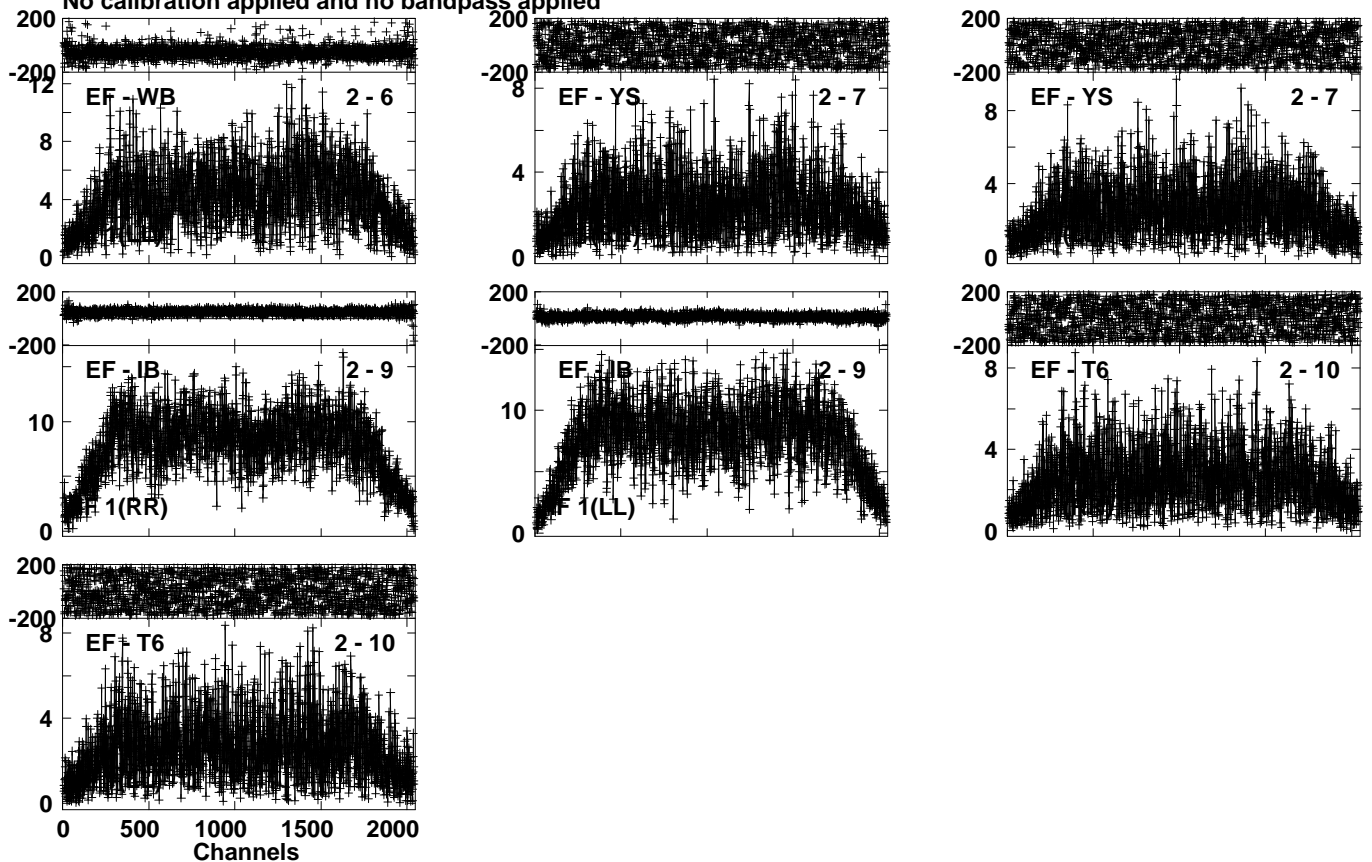 No calibration applied and no bandpass applied
200
-200
12
8
4
0
EF - WB 2 - 6
200
-200
8
4
0
EF - YS 2 - 7
200
-200
8
4
0
EF - YS 2 - 7
200
-200
10
0
EF - IB 2 - 9
F 1(RR)
200
-200
10
0
EF - IB 2 - 9
F 1(LL)
200
-200
8
4
0
EF - T6 2 - 10
200
-200
8
4
0
EF - T6 2 - 10
0 500 1000 1500 2000
Channels